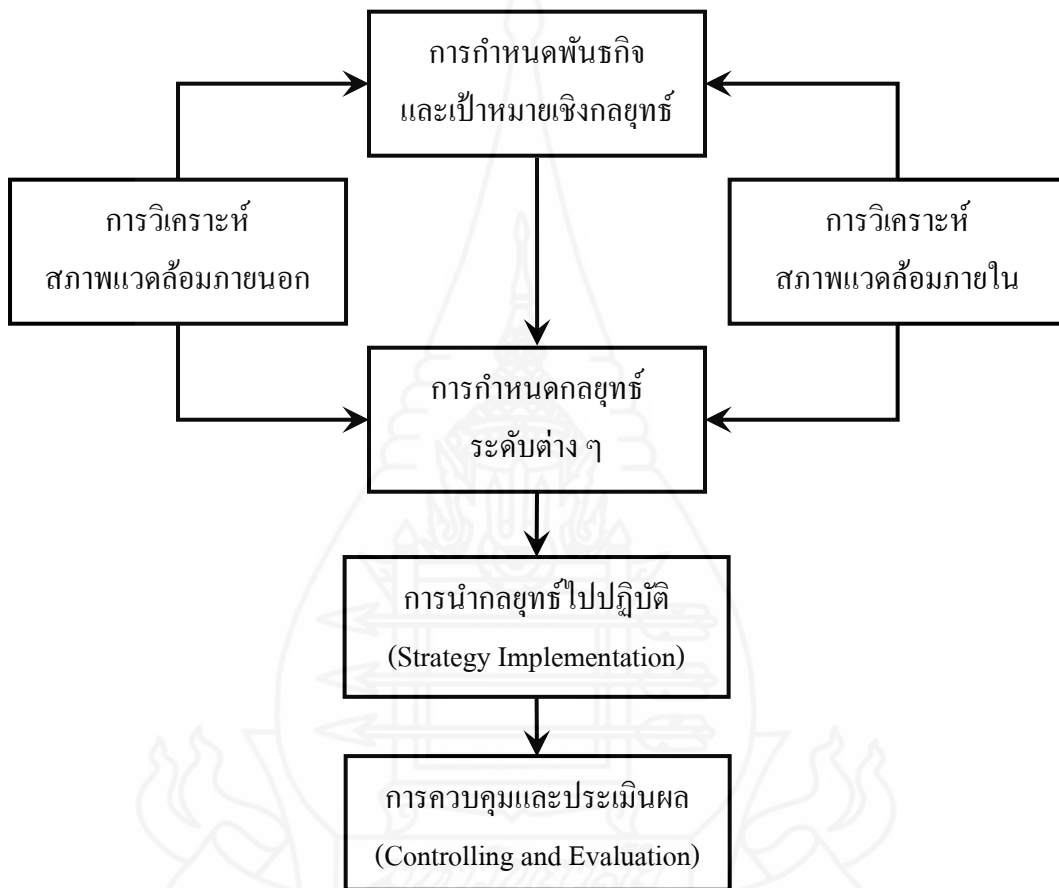 การกำหนดพันธกิจ
และเป้าหมายเชิงกลยุทธ์
การวิเคราะห์
สภาพแวดล้อมภายนอก
การวิเคราะห์
สภาพแวดล้อมภายใน
การกำหนดกลยุทธ์
ระดับต่าง ๆ
การนำกลยุทธ์ไปปฏิบัติ
(Strategy Implementation)
การควบคุมและประเมินผล
(Controlling and Evaluation)